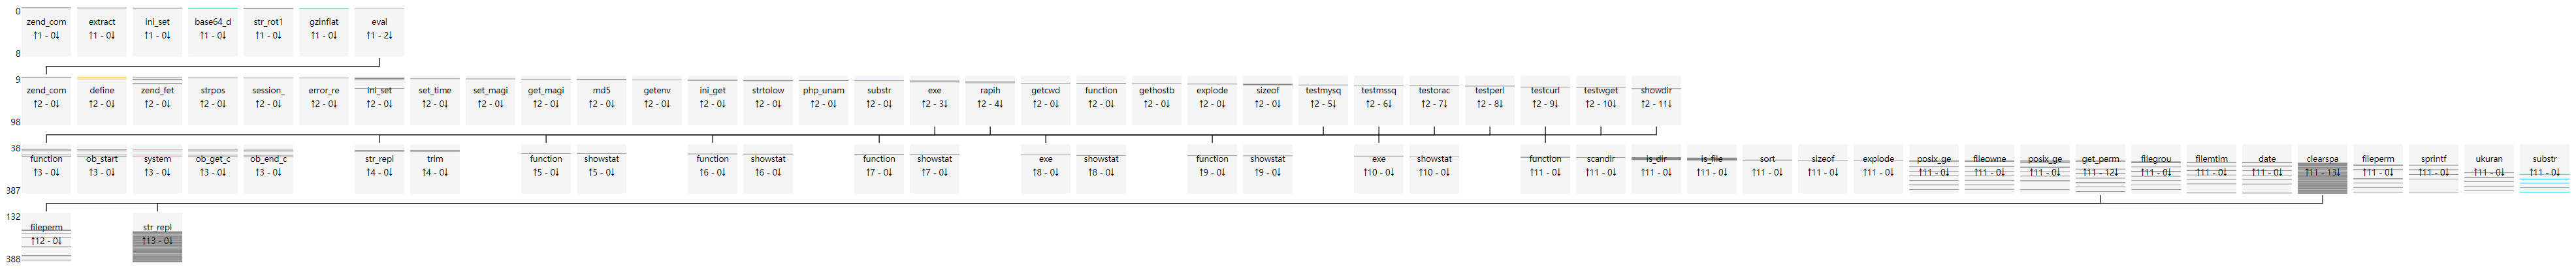 0
zend_com extract ini_set base64_d str_rot1 gzinflat eval
↑1 - 0↓ ↑1 - 0↓ ↑1 - 0↓ ↑1 - 0↓ ↑1 - 0↓ ↑1 - 0↓ ↑1 - 2↓
8
9
zend_com define zend_fet strpos session_ error_re ini_set set_time set_magi get_magi md5 getenv ini_get strtolow php_unam substr exe rapih getcwd function gethostb explode sizeof testmysq testmssq testorac testperl testcurl testwget showdir
↑2 - 0↓ ↑2 - 0↓ ↑2 - 0↓ ↑2 - 0↓ ↑2 - 0↓ ↑2 - 0↓ ↑2 - 0↓ ↑2 - 0↓ ↑2 - 0↓ ↑2 - 0↓ ↑2 - 0↓ ↑2 - 0↓ ↑2 - 0↓ ↑2 - 0↓ ↑2 - 0↓ ↑2 - 0↓ ↑2 - 3↓ ↑2 - 4↓ ↑2 - 0↓ ↑2 - 0↓ ↑2 - 0↓ ↑2 - 0↓ ↑2 - 0↓ ↑2 - 5↓ ↑2 - 6↓ ↑2 - 7↓ ↑2 - 8↓ ↑2 - 9↓ ↑2 - 10↓ ↑2 - 11↓
98
38
function ob_start system ob_get_c ob_end_c str_repl trim function showstat function showstat function showstat exe showstat function showstat exe showstat function scandir is_dir is_file sort sizeof explode posix_ge fileowne posix_ge get_perm filegrou filemtim date clearspa fileperm sprintf ukuran substr
↑3 - 0↓ ↑3 - 0↓ ↑3 - 0↓ ↑3 - 0↓ ↑3 - 0↓ ↑4 - 0↓ ↑4 - 0↓ ↑5 - 0↓ ↑5 - 0↓ ↑6 - 0↓ ↑6 - 0↓ ↑7 - 0↓ ↑7 - 0↓ ↑8 - 0↓ ↑8 - 0↓ ↑9 - 0↓ ↑9 - 0↓ ↑10 - 0↓ ↑10 - 0↓ ↑11 - 0↓ ↑11 - 0↓ ↑11 - 0↓ ↑11 - 0↓ ↑11 - 0↓ ↑11 - 0↓ ↑11 - 0↓ ↑11 - 0↓ ↑11 - 0↓ ↑11 - 0↓ ↑11 - 12↓ ↑11 - 0↓ ↑11 - 0↓ ↑11 - 0↓ ↑11 - 13↓ ↑11 - 0↓ ↑11 - 0↓ ↑11 - 0↓ ↑11 - 0↓
387
132
fileperm str_repl
↑12 - 0↓ ↑13 - 0↓
388